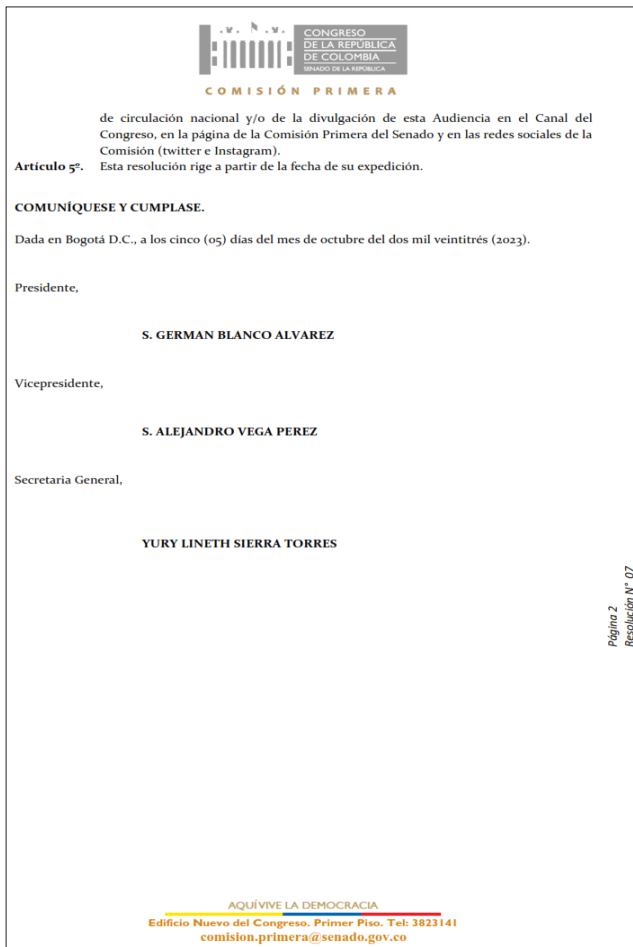 CONGRESO
DE LA REPÚBLICA
DE COLOMBIA
SENADO DE LA REPÚBLICA
COMISIÓN PRIMERA
de circulación nacional y/o de la divulgación de esta Audiencia en el Canal del
Congreso, en la página de la Comisión Primera del Senado y en las redes sociales de la
Comisión (twitter e Instagram).
Artículo 5º. Esta resolución rige a partir de la fecha de su expedición.
COMUNÍQUESE Y CUMPLASE.
Dada en Bogotá D.C., a los cinco (05) días del mes de octubre del dos mil veintitrés (2023).
Presidente,
S. GERMAN BLANCO ALVAREZ
Vicepresidente,
S. ALEJANDRO VEGA PEREZ
Secretaria General,
YURY LINETH SIERRA TORRES
Página 2
Resolución N° 07
AQUÍVIVE LA DEMOCRACIA
Edificio Nuevo del Congreso. Primer Piso. Tel: 3823141
comision.primera@senado.gov.co